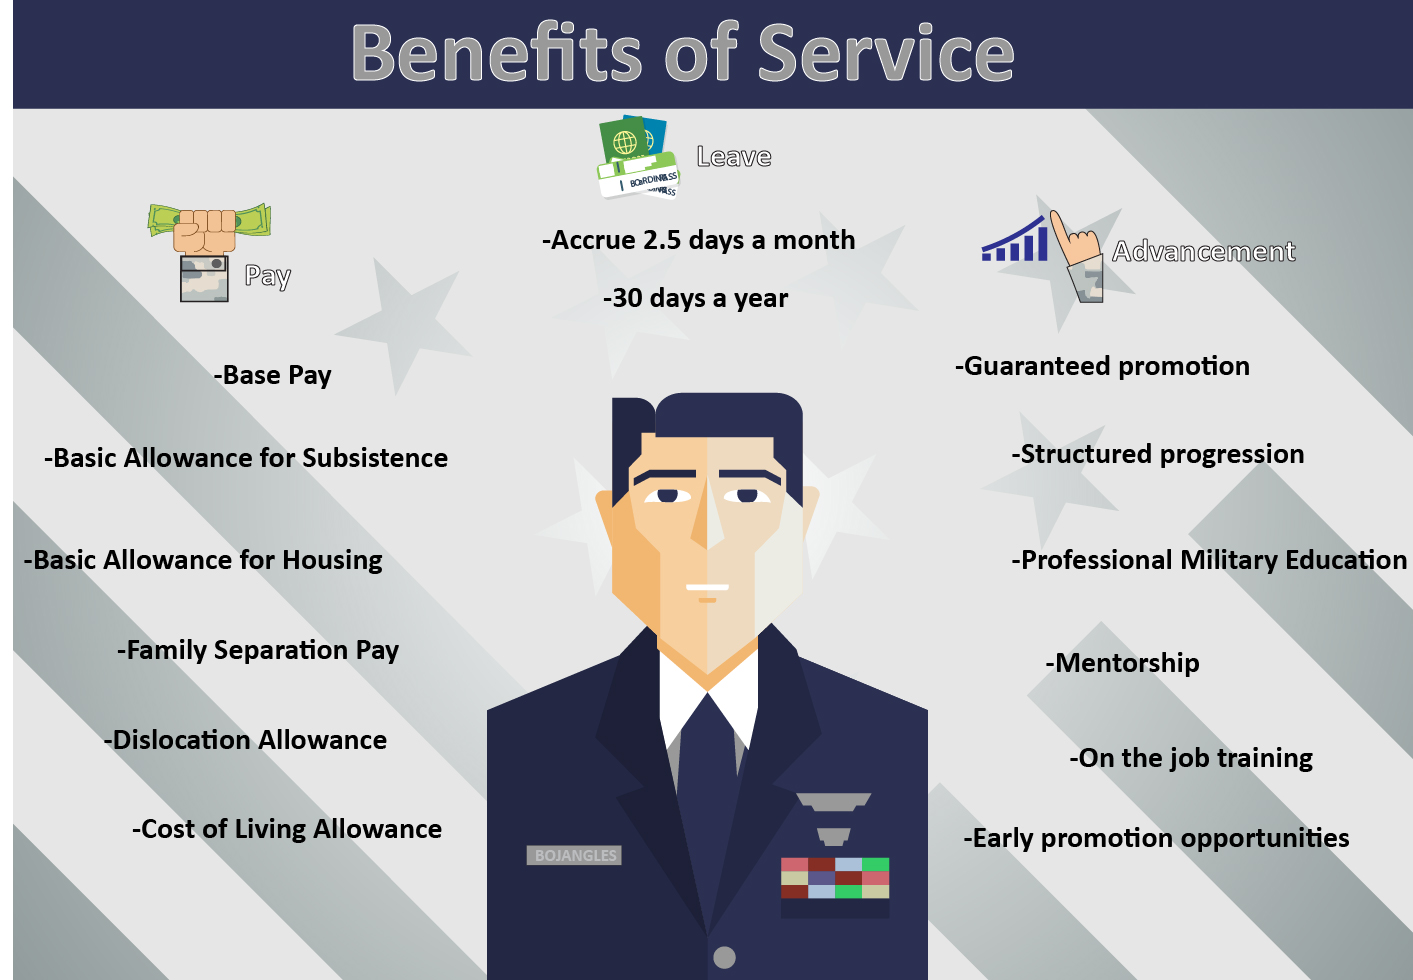 Benefits of Service
Leave
-Accrue 2.5 days a month
-30 days a year
Pay
-Base Pay
-Basic Allowance for Subsistence
-Basic Allowance for Housing
-Family Separation Pay
-Dislocation Allowance
-Cost of Living Allowance
Advancement
-Guaranteed promotion
-Structured progression
-Professional Military Education
-Mentorship
-On the job training
-Early promotion opportunities
BOJANGLES